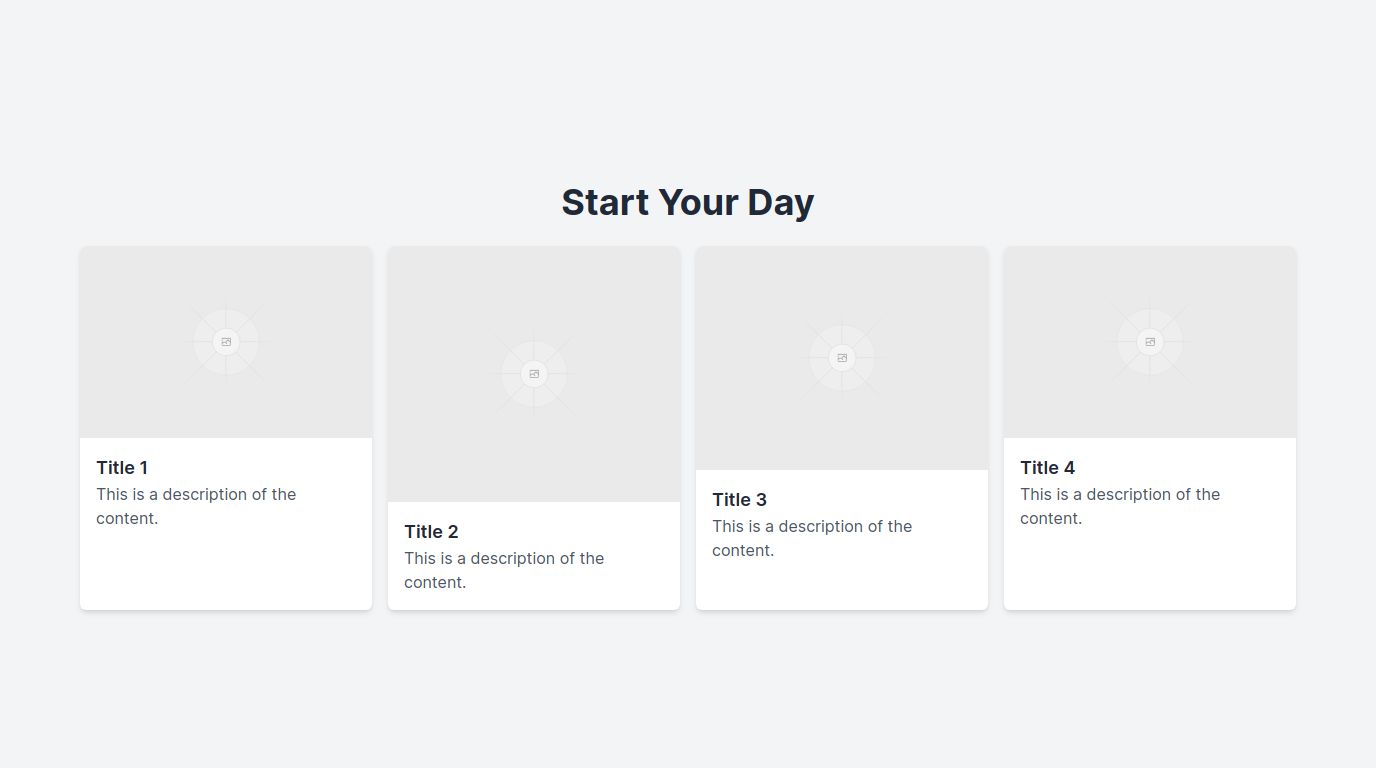 Start Your Day
Title 1
This is a description of the
content.
Title 2
This is a description of the
content.
Title 3
This is a description of the
content.
Title 4
This is a description of the
content.